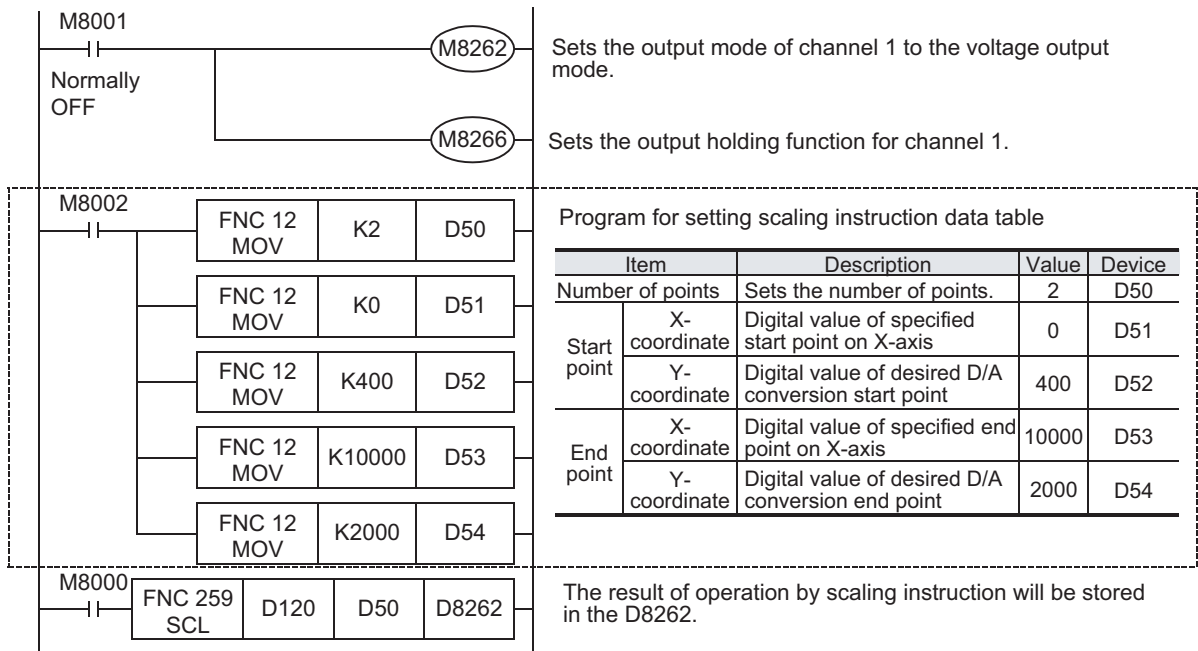 M8001
M8262
Sets the output mode of channel 1 to the voltage output
mode.
Normally
OFF
M8266
Sets the output holding function for channel 1.
M8002
FNC 12
MOV
K2
D50
Program for setting scaling instruction data table
Item Description Value Device
Number of points Sets the number of points. 2 D50
FNC 12
MOV
K0
D51
Start
point
X-
coordinate
Digital value of specified
start point on X-axis
0
D51
FNC 12
MOV
K400
D52
Y-
coordinate
Digital value of desired D/A
conversion start point
400
D52
FNC 12
MOV
K10000
D53
End
point
X-
coordinate
Digital value of specified end
point on X-axis
10000
D53
Y-
coordinate
Digital value of desired D/A
conversion end point
2000
D54
FNC 12
MOV
K2000
D54
M8000
FNC 259
SCL
D120
D50
D8262
The result of operation by scaling instruction will be stored
in the D8262.